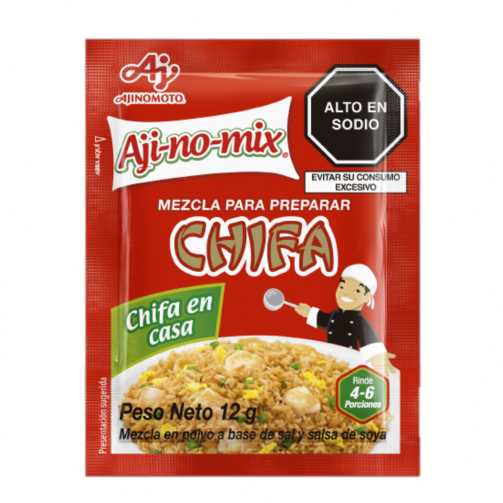 AJINOMOTO®
Aji-no-mix®
ALTO EN
SODIO
EVITAR SU CONSUMO
EXCESIVO
MEZCLA PARA PREPARAR
CHIFA
Chifa en
casa
Rinde
4-6
Porciones
Peso Neto 12 g
Mezcla en polvo a base de sal y salsa de soya
Presentación sugerida